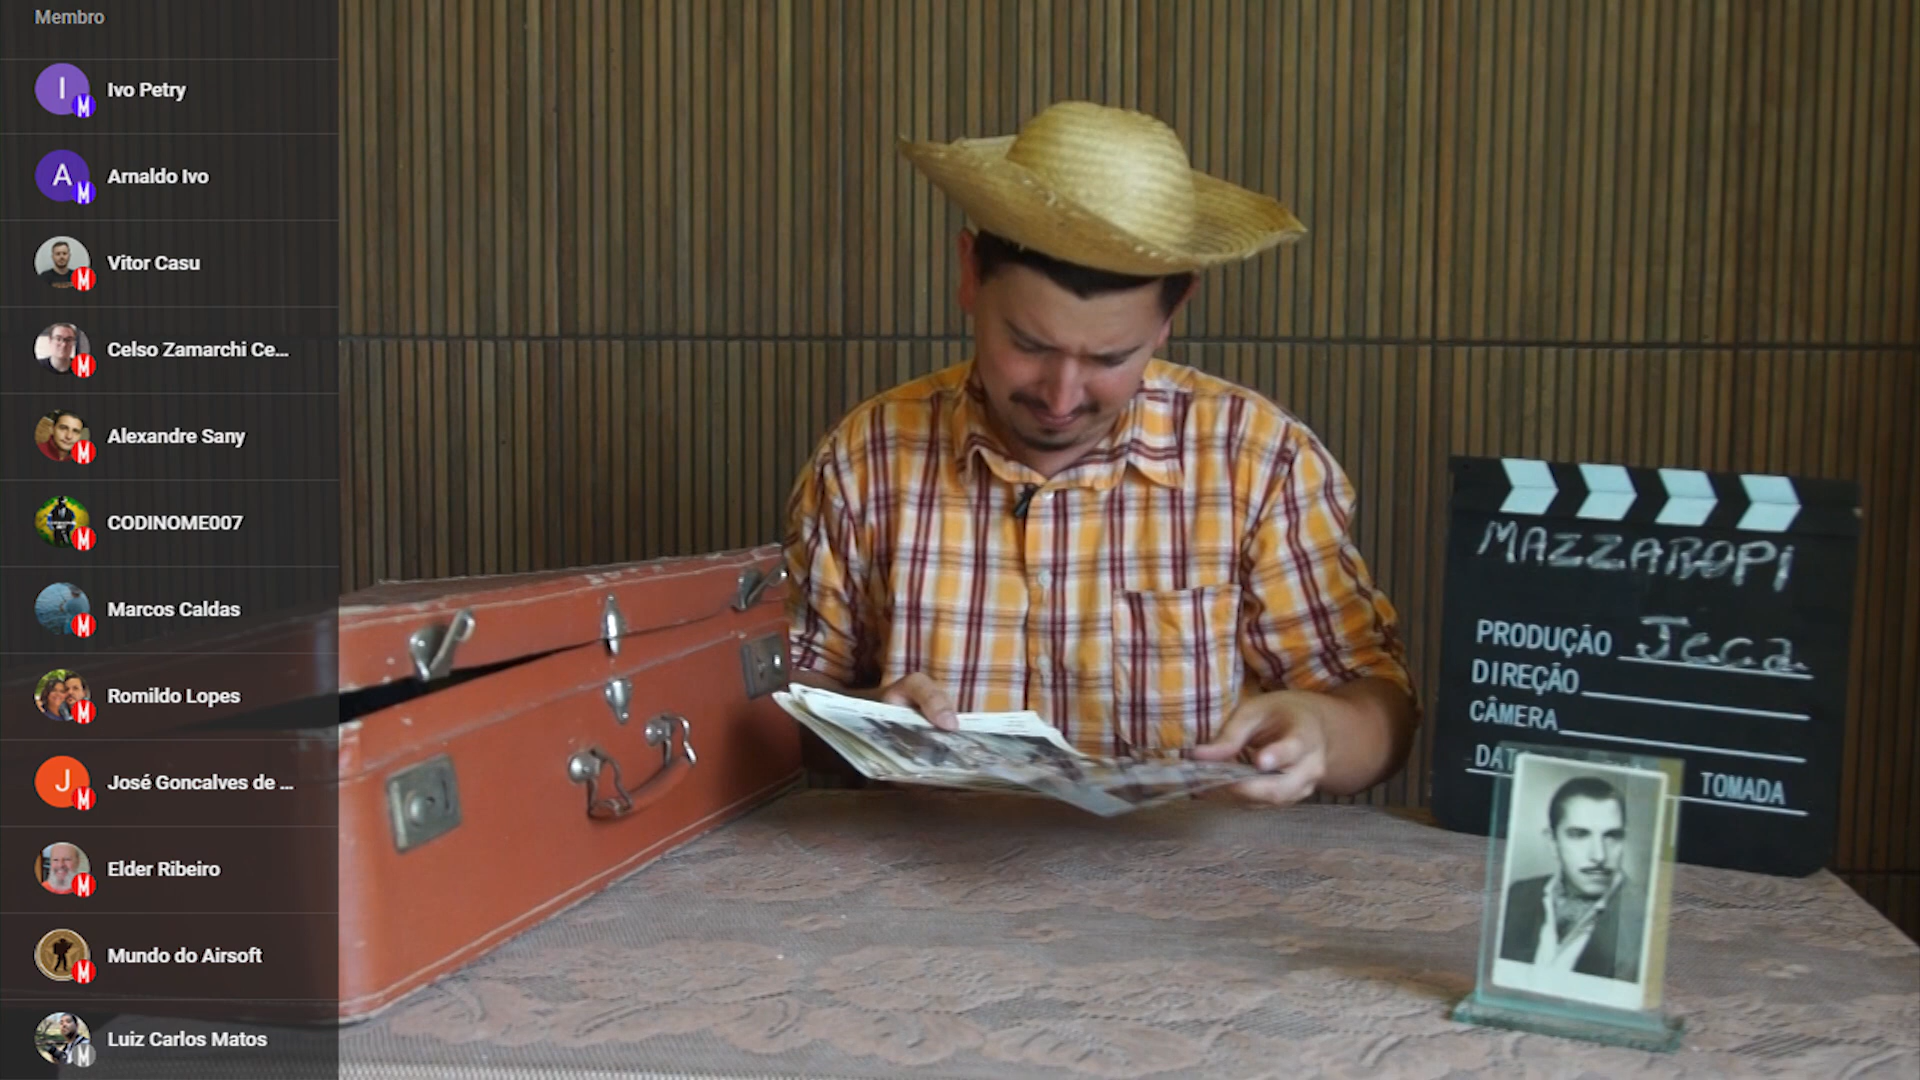 Membro
I
M
Ivo Petry
A
M
Arnaldo Ivo
M
Vitor Casu
M
Celso Zamarchi Ce...
M
Alexandre Sany
M
CODINOME007
M
Marcos Caldas
M
Romildo Lopes
J
M
José Goncalves de ...
M
Elder Ribeiro
M
Mundo do Airsoft
M
Luiz Carlos Matos
MAZZAROPI
PRODUÇÃO Jeca
DIREÇÃO
CÂMERA
DAT
TOMADA